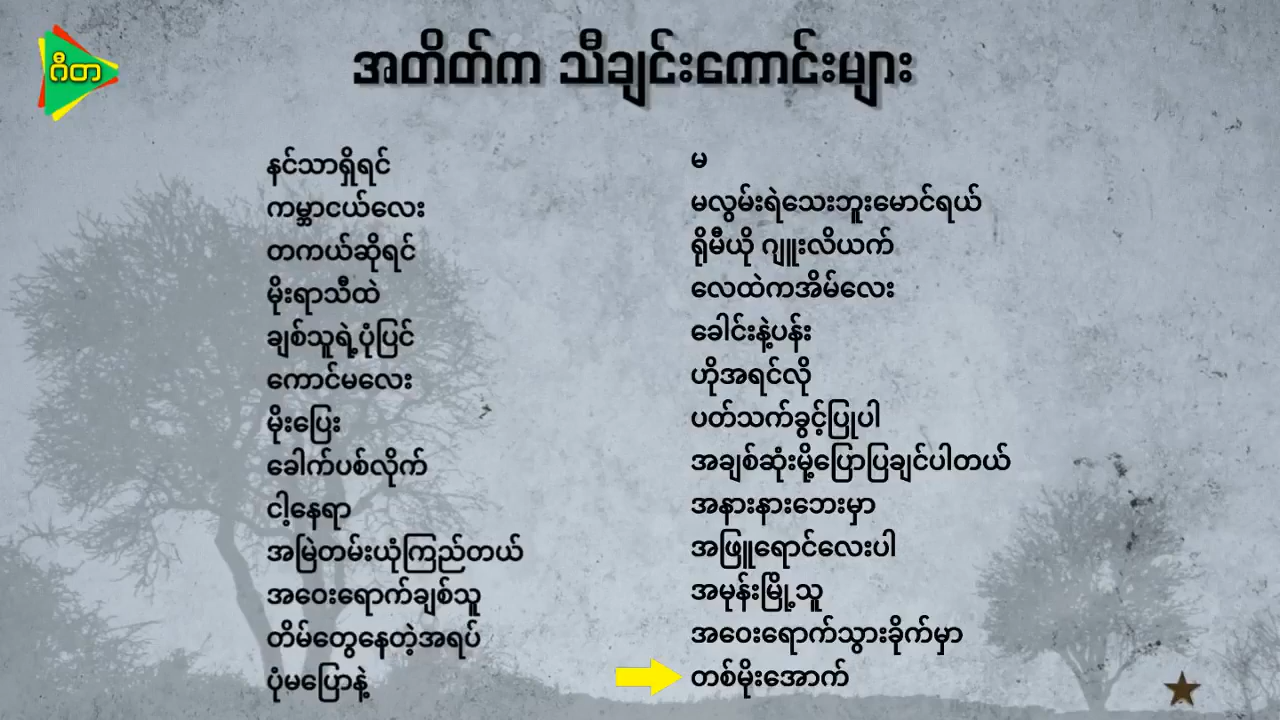 ဂီတ
အတိတ်က သီချင်းကောင်းများ
နင်သာရှိရင်
ကမ္ဘာငယ်လေး
တကယ်ဆိုရင်
မိုးရာသီထဲ
ချစ်သူရဲ့ပုံပြင်
ကောင်မလေး
မိုးပြေး
ခေါက်ပစ်လိုက်
ငါ့နေရာ
အမြဲတမ်းယုံကြည်တယ်
အဝေးရောက်ချစ်သူ
တိမ်တွေနေတဲ့အရပ်
ပုံမပြောနဲ့
မ
မလွမ်းရဲသေးဘူးမောင်ရယ်
ရိုမီယို ဂျူးလိယက်
လေထဲကအိမ်လေး
ခေါင်းနဲ့ပန်း
ဟိုအရင်လို
ပတ်သက်ခွင့်ပြုပါ
အချစ်ဆုံးမို့ပြောပြချင်ပါတယ်
အနားနားဘေးမှာ
အဖြူရောင်လေးပါ
အမုန်းမြို့သူ
အဝေးရောက်သွားခိုက်မှာ
တစ်မိုးအောက်